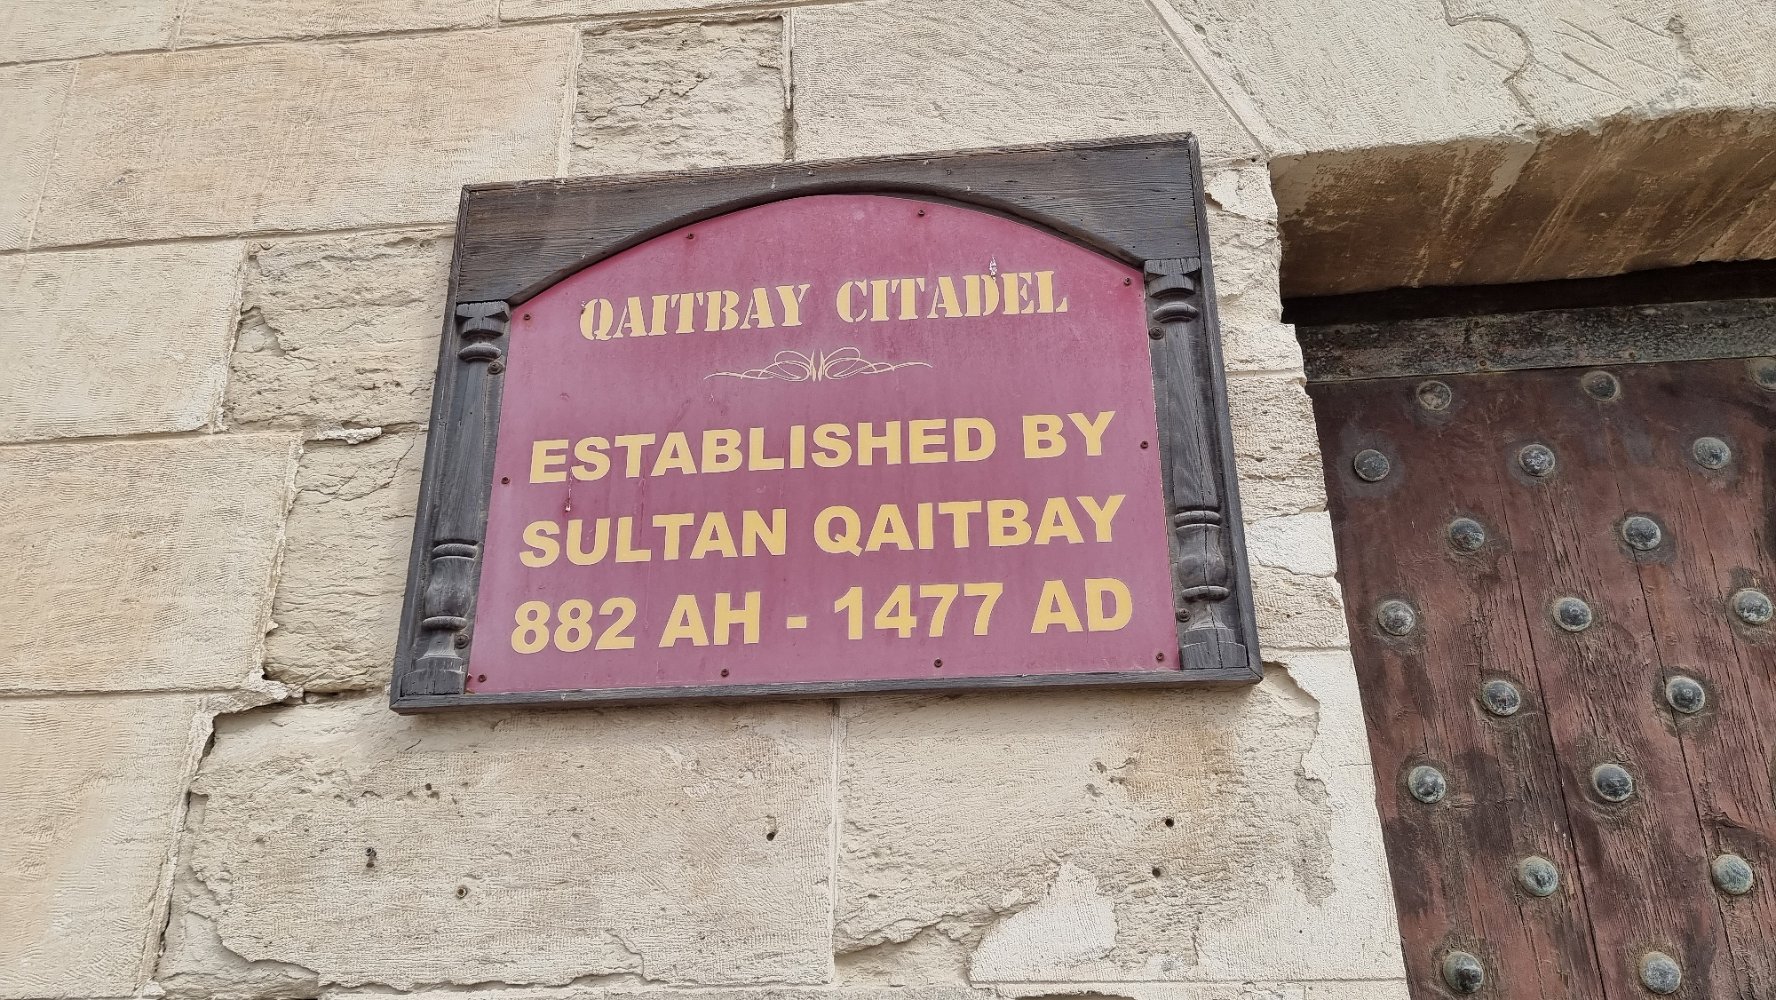 QAITBAY CITADEL
ESTABLISHED BY
SULTAN QAITBAY
882 AH - 1477 AD